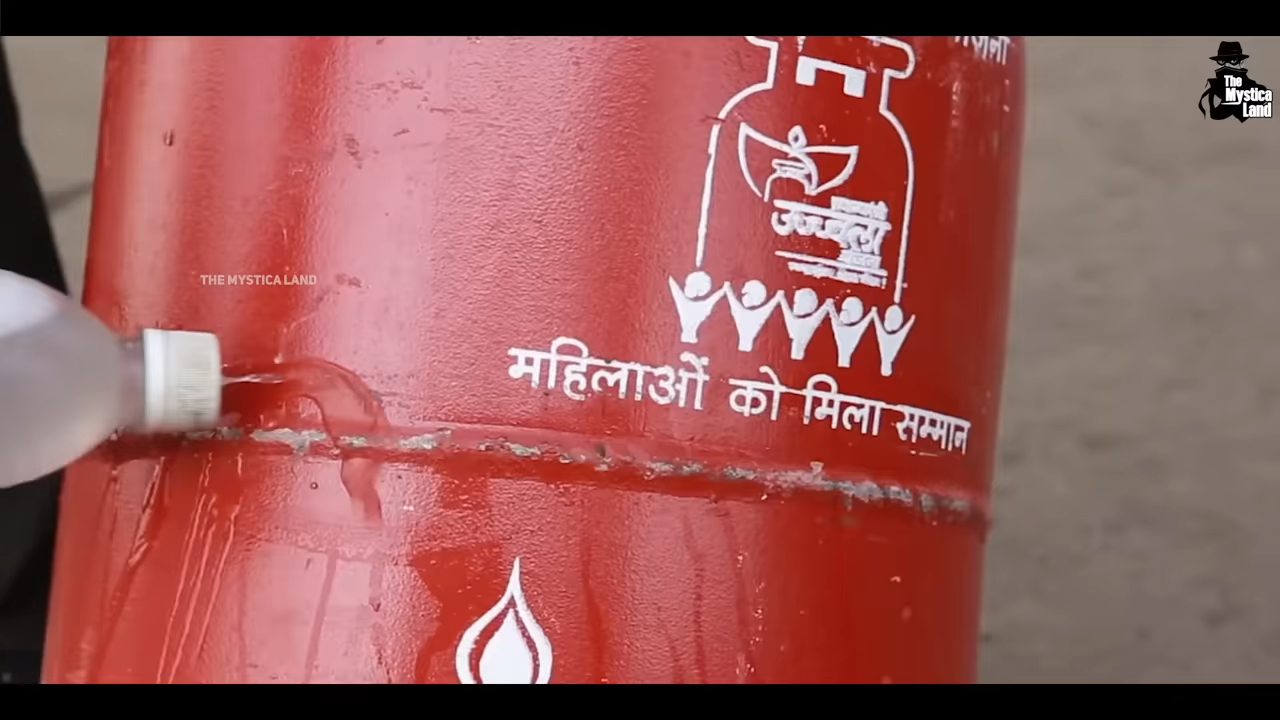 The
Mystica
Land
THE MYSTICA LAND
उज्ज्वला
महिलाओं को मिला सम्मान